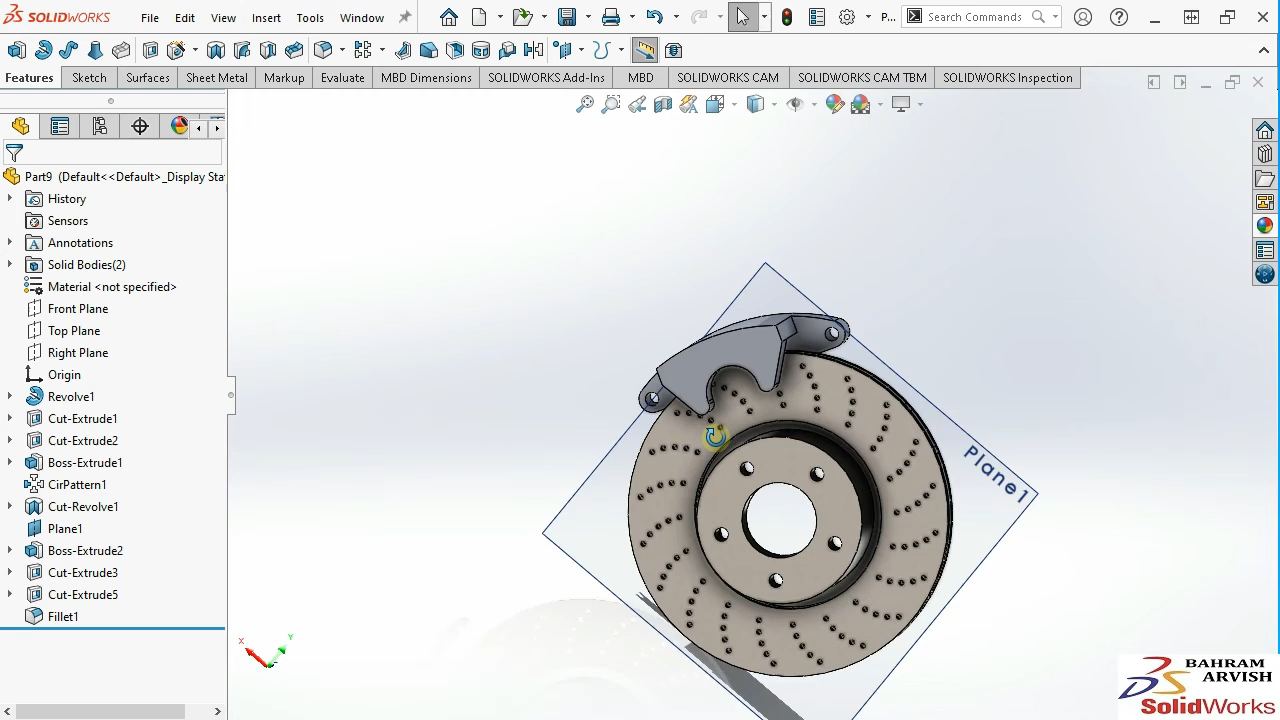 SOLIDWORKS File Edit View Insert Tools Window P... Search Commands
Features Sketch Surfaces Sheet Metal Markup Evaluate MBD Dimensions SOLIDWORKS Add-Ins MBD SOLIDWORKS CAM SOLIDWORKS CAM TBM SOLIDWORKS Inspection
Part9 (Default<<Default>_Display Sta
History
Sensors
Annotations
Solid Bodies(2)
Material <not specified>
Front Plane
Top Plane
Right Plane
Origin
Revolve1
Cut-Extrude1
Cut-Extrude2
Boss-Extrude1
CirPattern1
Cut-Revolve1
Plane1
Boss-Extrude2
Cut-Extrude3
Cut-Extrude5
Fillet1
Plane1
X Y
BAHRAM
ARVISH
SolidWorks